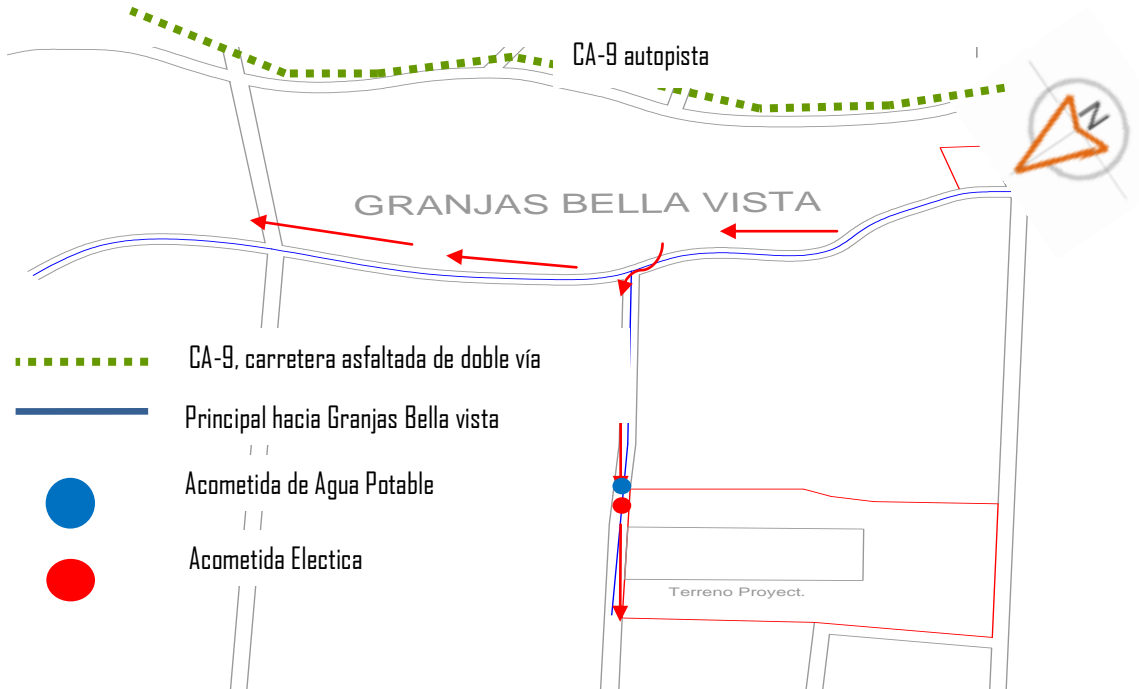 CA-9 autopista
N
GRANJAS BELLA VISTA
CA-9, carretera asfaltada de doble vía
Principal hacia Granjas Bella vista
Acometida de Agua Potable
Acometida Electica
Terreno Proyect.